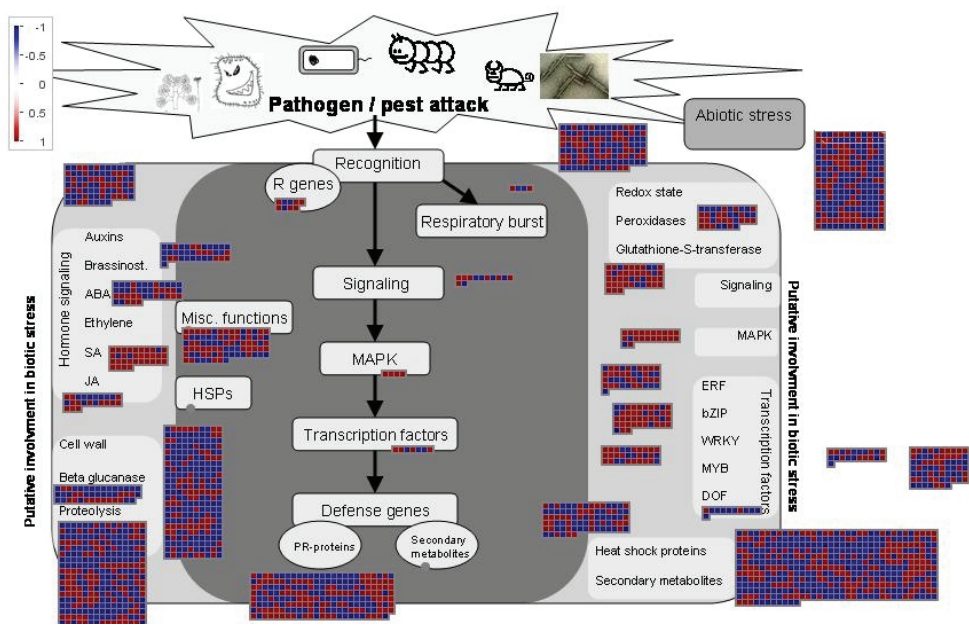 -1
-0.5
0
0.5
1
Pathogen / pest attack
Abiotic stress
Recognition
R genes
Respiratory burst
Redox state
Peroxidases
Glutathione-S-transferase
Auxins
Brassinost.
ABA
Ethylene
SA
JA
Hormone signaling
Signaling
Signaling
Misc. functions
MAPK
MAPK
HSPs
Putative involvment in biotic stress
Putative involvment in biotic stress
ERF
bZIP
WRKY
MYB
DOF
Transcription factors
Transcription factors
Cell wall
Beta glucanase
Proteolysis
Defense genes
PR-proteins
Secondary
metabolites
Heat shock proteins
Secondary metabolites